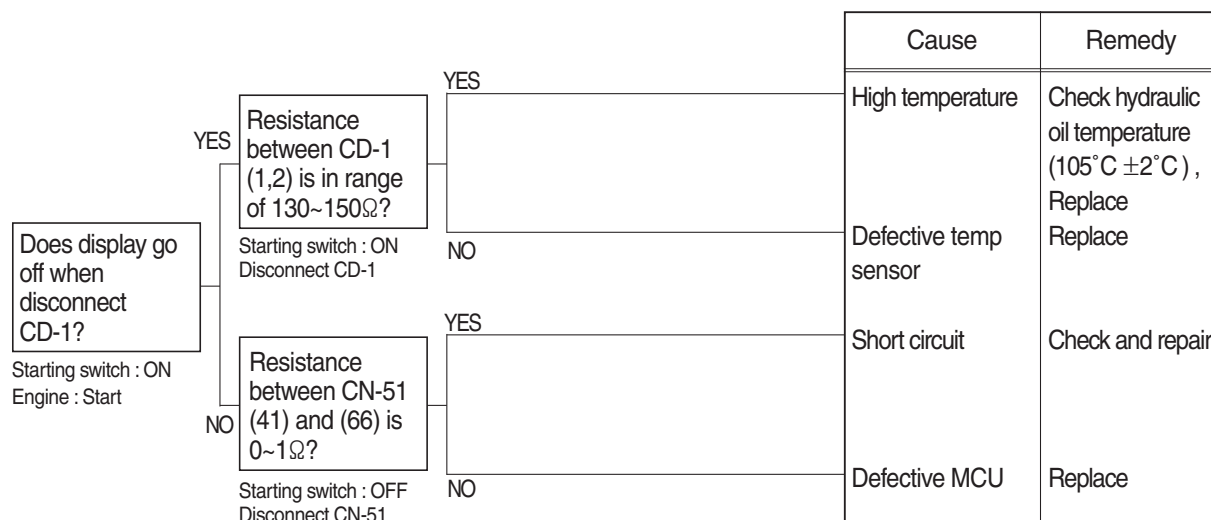 Cause
Remedy
YES
High temperature
Check hydraulic
oil temperature
(105˚C ±2˚C ) ,
Replace
YES
Resistance
between CD-1
(1,2) is in range
of 130~150Ω?
Starting switch : ON
Disconnect CD-1
NO
Defective temp
sensor
Replace
Does display go
off when
disconnect
CD-1?
Starting switch : ON
Engine : Start
YES
Short circuit
Check and repair
NO
Resistance
between CN-51
(41) and (66) is
0~1Ω?
Starting switch : OFF
Disconnect CN-51
NO
Defective MCU
Replace